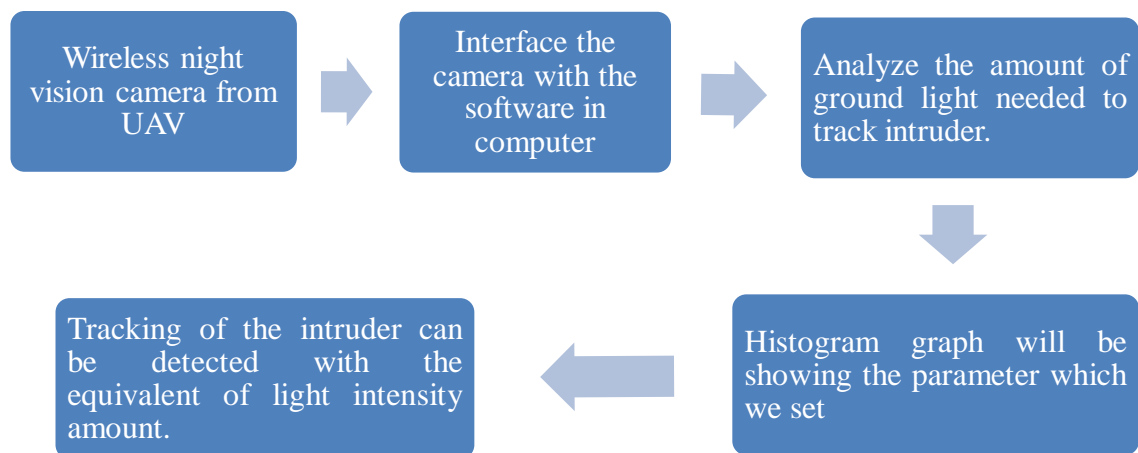 Wireless night
vision camera from
UAV
Interface the
camera with the
software in
computer
Analyze the amount of
ground light needed to
track intruder.
Histogram graph will be
showing the parameter which
we set
Tracking of the intruder can
be detected with the
equivalent of light intensity
amount.